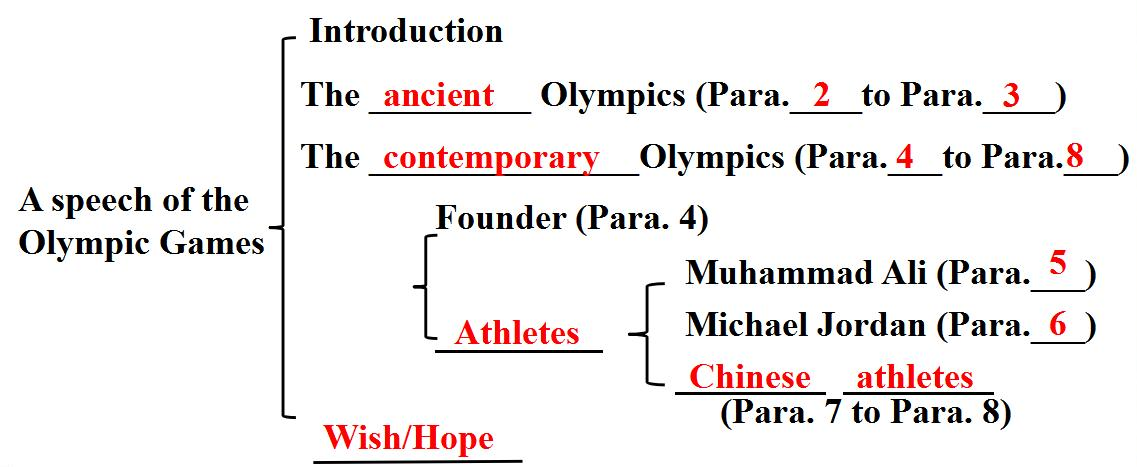 Introduction
The ancient Olympics (Para. 2 to Para. 3)
The contemporary Olympics (Para. 4 to Para. 8)
A speech of the
Olympic Games
Founder (Para. 4)
Muhammad Ali (Para. 5)
Athletes
Michael Jordan (Para. 6)
Chinese athletes
(Para. 7 to Para. 8)
Wish/Hope